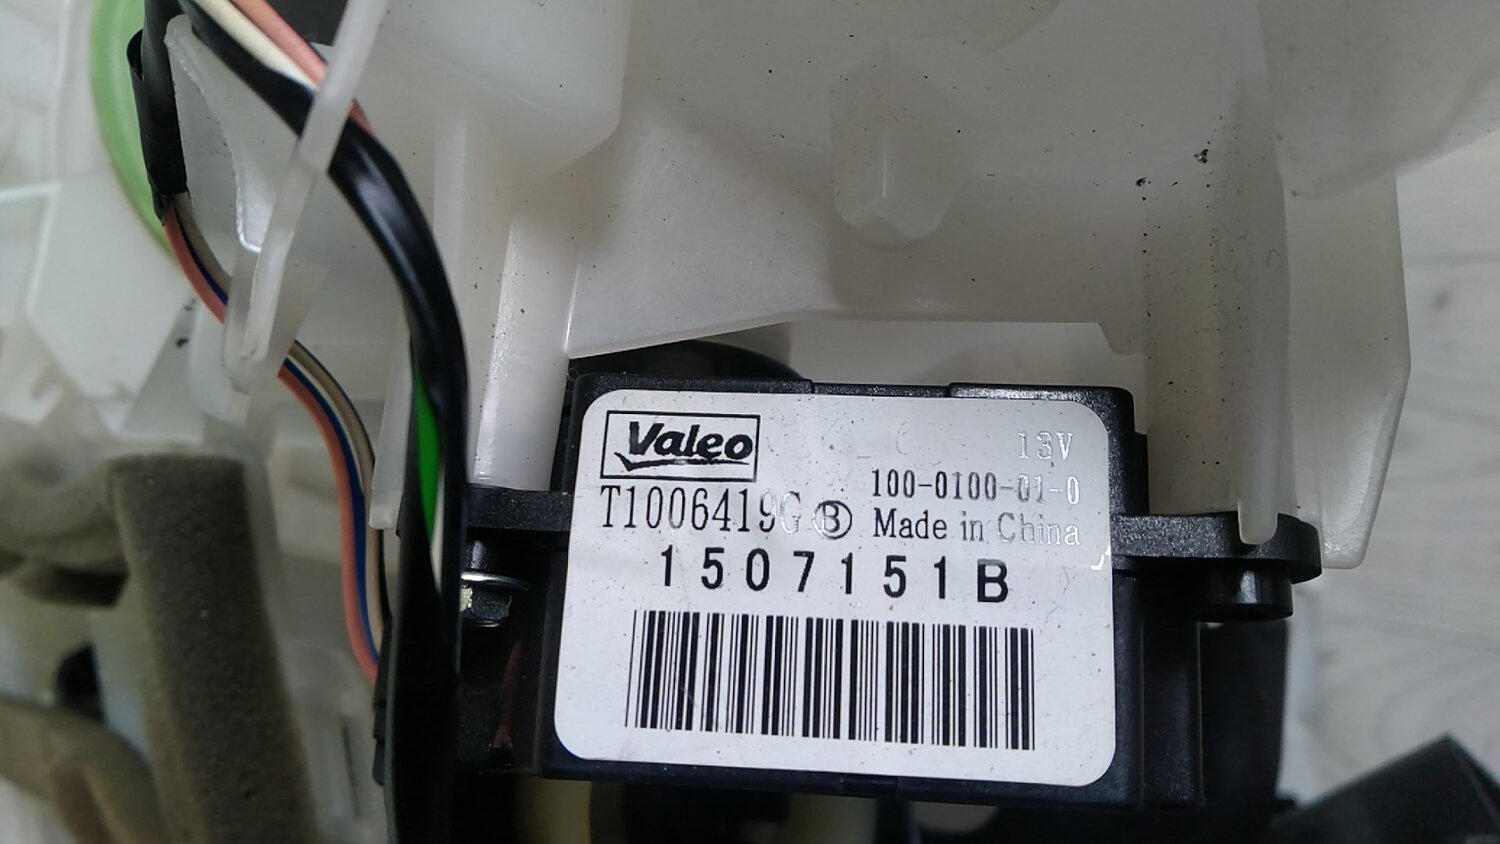 Valeo
13V
T1006419G Ⓑ
100-0100-01-0
Made in China
1507151B